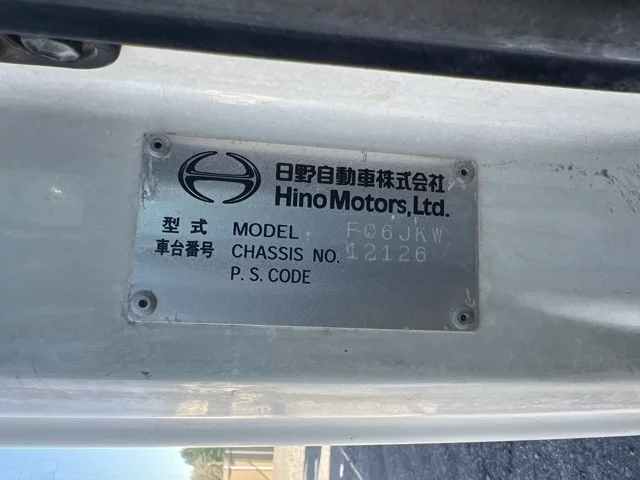 日野自動車株式会社
Hino Motors, Ltd.
型式 MODEL FC6JKW
車台番号 CHASSIS NO. 12126
P.S. CODE